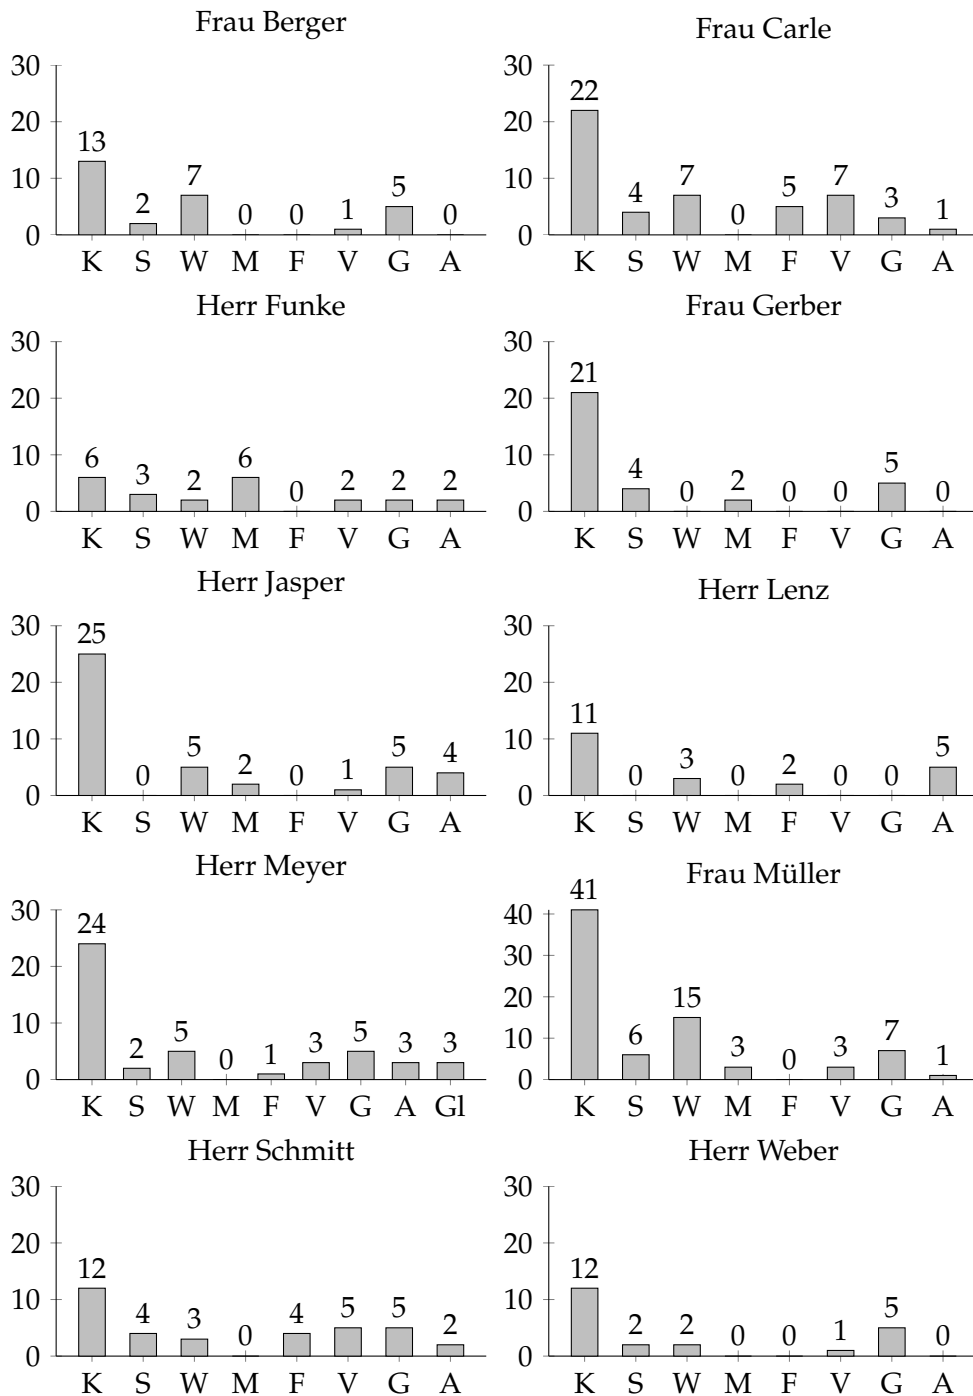 Frau Berger
30
20
10
0
13 2 7 0 0 1 5 0
K S W M F V G A
Frau Carle
30
20
10
0
22 4 7 0 5 7 3 1
K S W M F V G A
Herr Funke
30
20
10
0
6 3 2 6 0 2 2 2
K S W M F V G A
Frau Gerber
30
20
10
0
21 4 0 2 0 0 5 0
K S W M F V G A
Herr Jasper
30
20
10
0
25 0 5 2 0 1 5 4
K S W M F V G A
Herr Lenz
30
20
10
0
11 0 3 0 2 0 0 5
K S W M F V G A
Herr Meyer
30
20
10
0
24 2 5 0 1 3 5 3 3
K S W M F V G A Gl
Frau Müller
40
30
20
10
0
41 6 15 3 0 3 7 1
K S W M F V G A
Herr Schmitt
30
20
10
0
12 4 3 0 4 5 5 2
K S W M F V G A
Herr Weber
30
20
10
0
12 2 2 0 0 1 5 0
K S W M F V G A